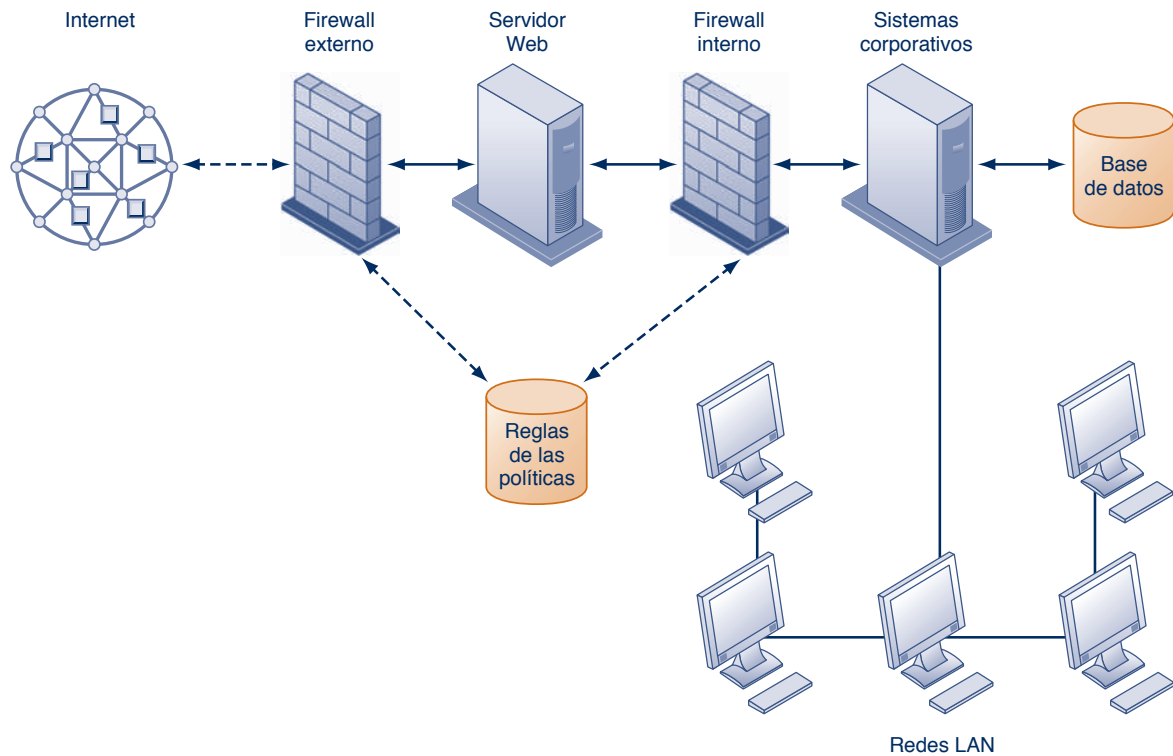 Internet
Firewall
externo
Servidor
Web
Firewall
interno
Sistemas
corporativos
Base
de datos
Reglas
de las
políticas
Redes LAN